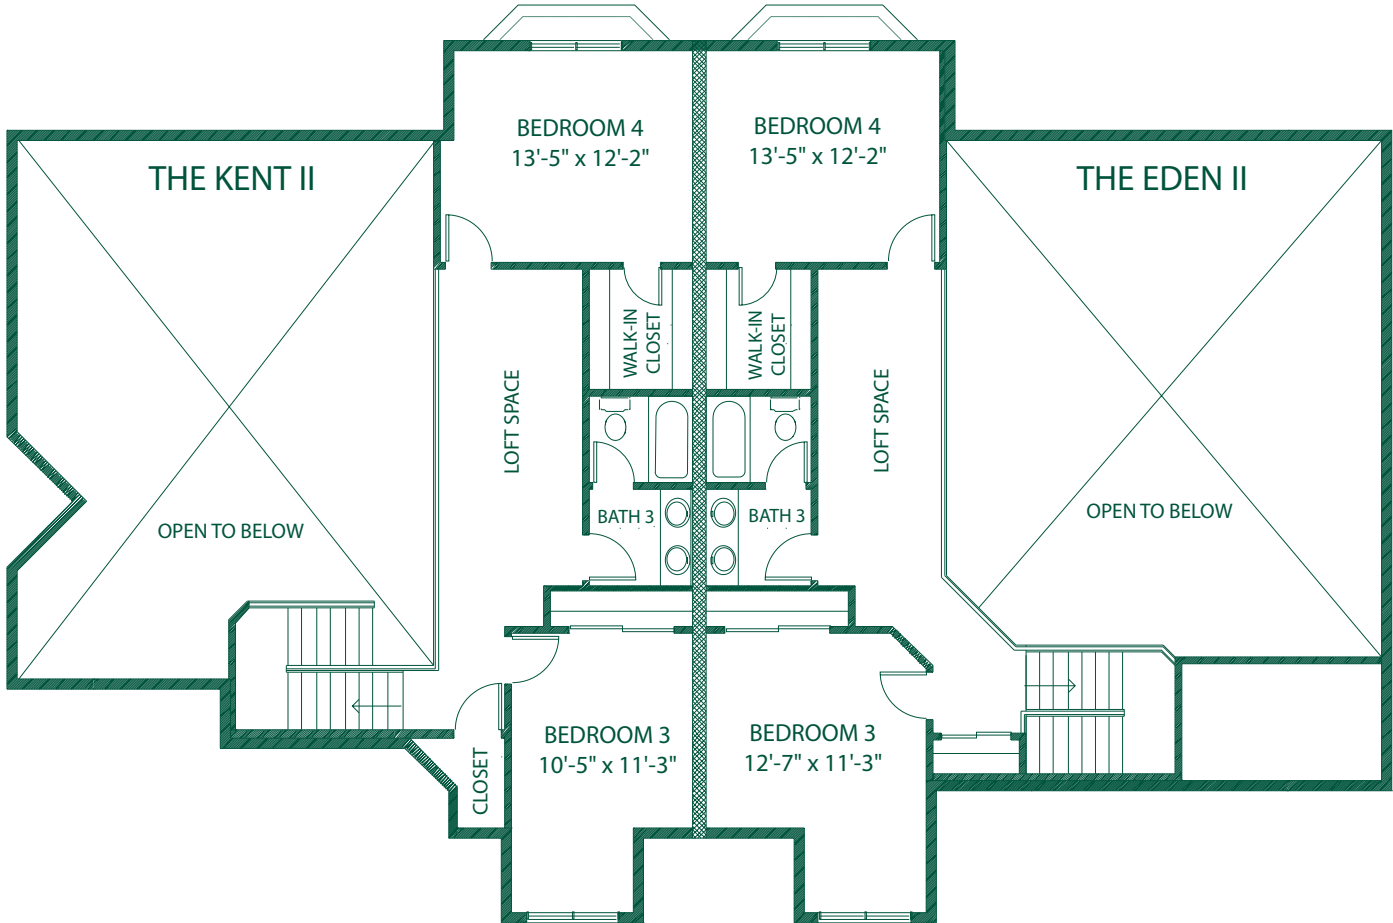 BEDROOM 4
13'-5" x 12'-2"
BEDROOM 4
13'-5" x 12'-2"
THE KENT II
THE EDEN II
WALK-IN
CLOSET
WALK-IN
CLOSET
LOFT SPACE
LOFT SPACE
OPEN TO BELOW
BATH 3
BATH 3
OPEN TO BELOW
BEDROOM 3
10'-5" x 11'-3"
BEDROOM 3
12'-7" x 11'-3"
CLOSET